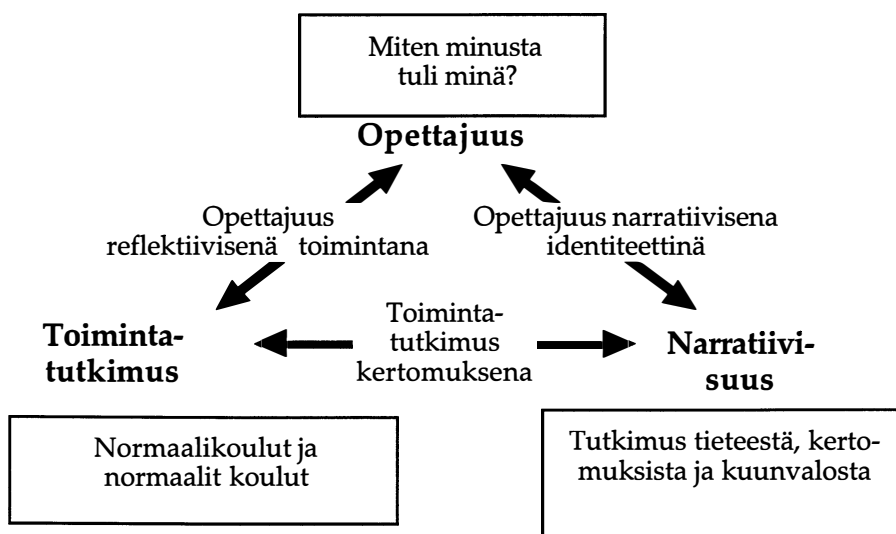 Miten minusta
tuli minä?
Opettajuus
Opettajuus
reflektiivisenä toimintana
Opettajuus narratiivisena
identiteettinä
Toiminta-
tutkimus
Toiminta-
tutkimus
kertomuksena
Narratiivi-
suus
Normaalikoulut ja
normaalit koulut
Tutkimus tieteestä, kerto-
muksista ja kuunvalosta